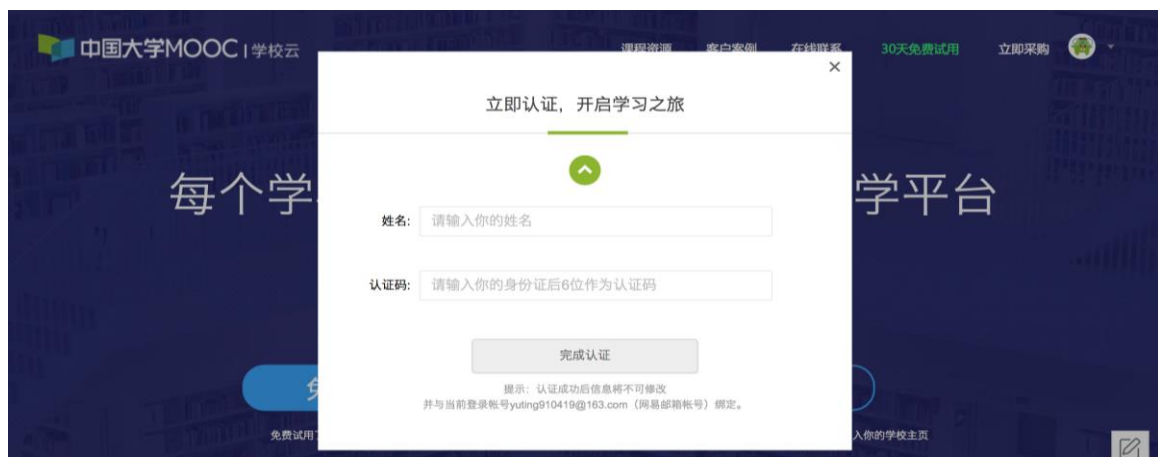 中国大学MOOC | 学校云
课程资源
客户案例
在线联系
30天免费试用
立即采购
立即认证，开启学习之旅
每个学
学平台
姓名:
请输入你的姓名
认证码:
请输入你的身份证后6位作为认证码
完成认证
提示：认证成功后信息将不可修改
并与当前登录帐号yuting910419@163.com（网易邮箱帐号）绑定。
免费试用
入你的学校主页